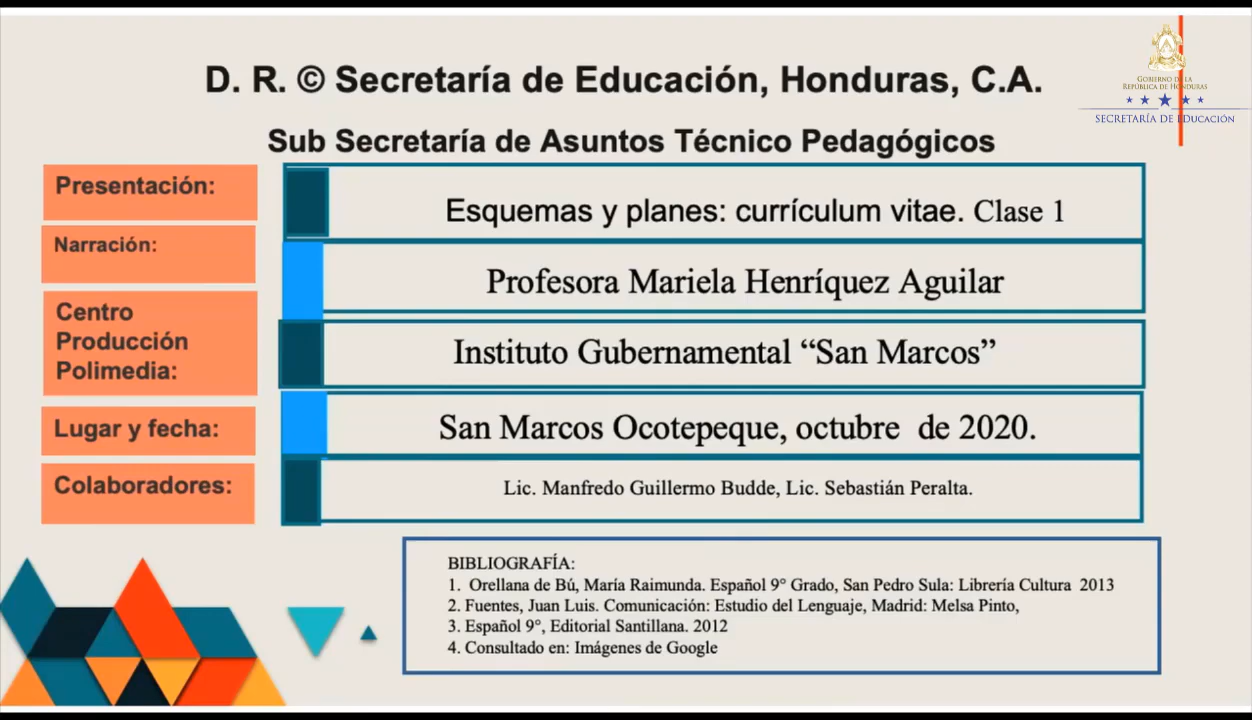 D. R. © Secretaría de Educación, Honduras, C.A.
GOBIERNO DE LA
REPÚBLICA DE HONDURAS
SECRETARÍA DE EDUCACIÓN
Sub Secretaría de Asuntos Técnico Pedagógicos
Presentación:
Esquemas y planes: currículum vitae. Clase 1
Narración:
Profesora Mariela Henríquez Aguilar
Centro
Producción
Polimedia:
Instituto Gubernamental “San Marcos”
Lugar y fecha:
San Marcos Ocotepeque, octubre de 2020.
Colaboradores:
Lic. Manfredo Guillermo Budde, Lic. Sebastián Peralta.
BIBLIOGRAFÍA:
1. Orellana de Bú, María Raimunda. Español 9° Grado, San Pedro Sula: Librería Cultura 2013
2. Fuentes, Juan Luis. Comunicación: Estudio del Lenguaje, Madrid: Melsa Pinto,
3. Español 9°, Editorial Santillana. 2012
4. Consultado en: Imágenes de Google